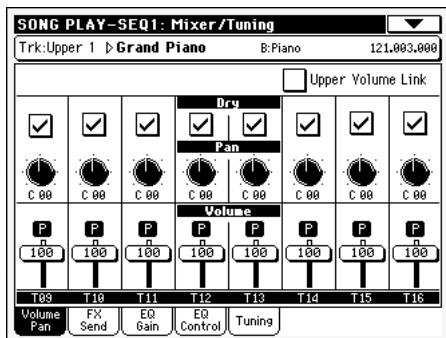 SONG PLAY-SEQ1: Mixer/Tuning
Trk:Upper 1 Grand Piano B:Piano 121.003.000
Upper Volume Link
Dry
Pan
C 00 C 00 C 00 C 00 C 00 C 00 C 00 C 00
Volume
P P P P P P P P
100 100 100 100 100 100 100 100
T09 T10 T11 T12 T13 T14 T15 T16
Volume Pan FX Send EQ Gain EQ Control Tuning